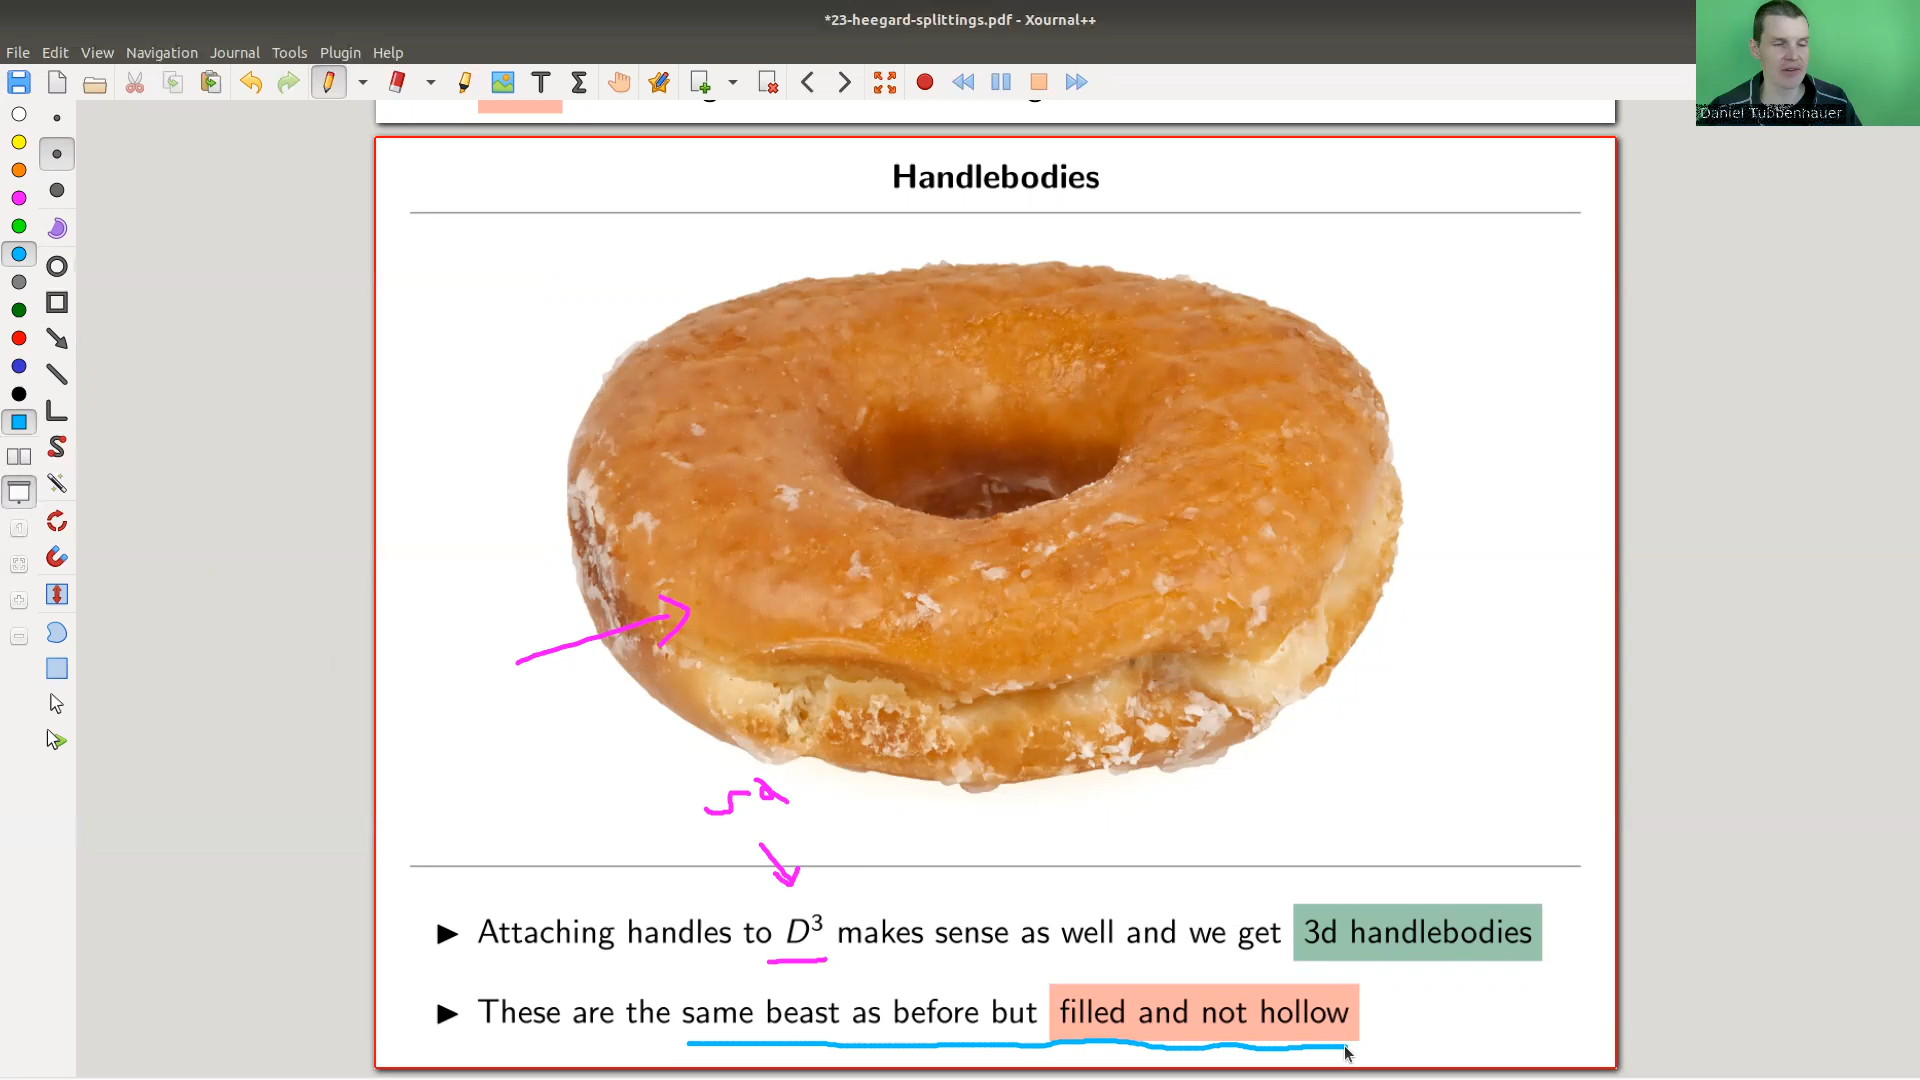 *23-heegard-splittings.pdf - Xournal++
File Edit View Navigation Journal Tools Plugin Help
Daniel Tubbenhauer
Handlebodies
▶ Attaching handles to D³ makes sense as well and we get 3d handlebodies
▶ These are the same beast as before but filled and not hollow